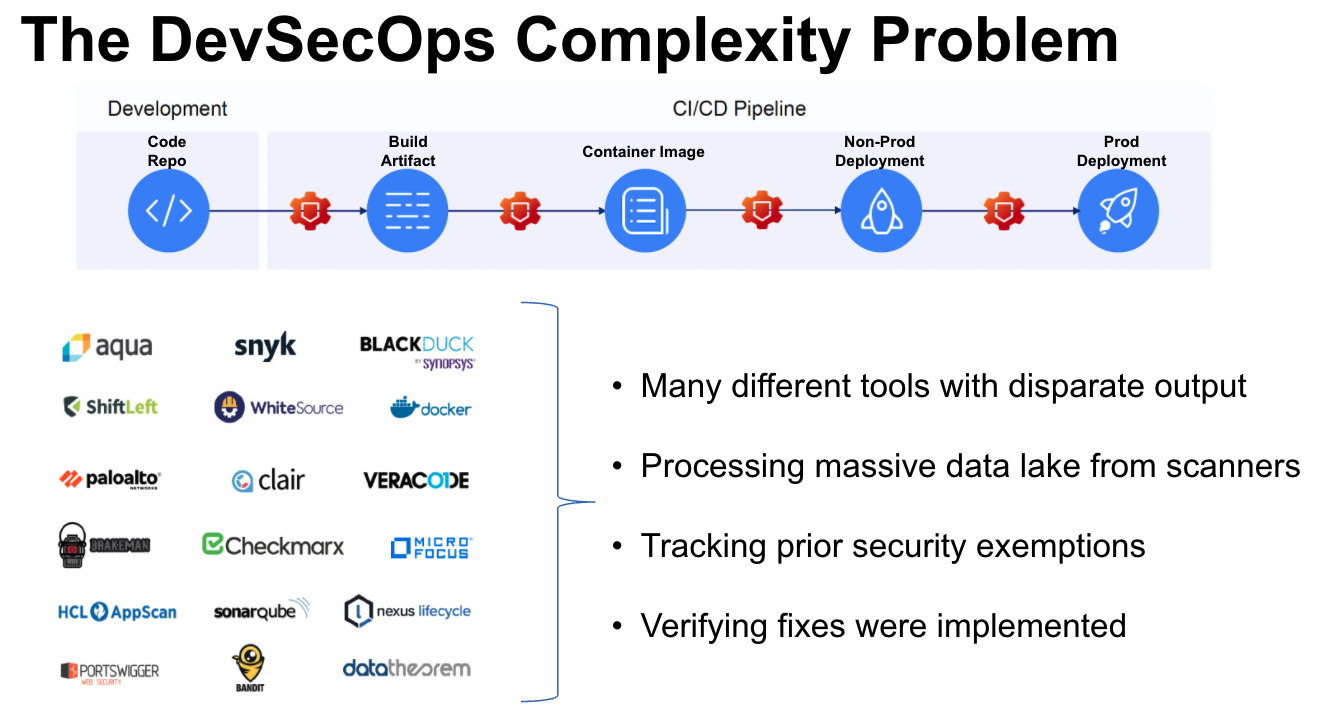 The DevSecOps Complexity Problem
Development
CI/CD Pipeline
Code
Repo
Build
Artifact
Container Image
Non-Prod
Deployment
Prod
Deployment
</>
aqua
snyk
BLACKDUCK
BY SYNOPSYS®
ShiftLeft
WhiteSource
docker
paloalto®
NETWORKS
clair
VERACODE
BRAKEMAN
Checkmarx
MICRO®
FOCUS
HCL AppScan
sonarqube
nexus lifecycle
PORTSWIGGER
WEB SECURITY
BANDIT
datatheorem
• Many different tools with disparate output
• Processing massive data lake from scanners
• Tracking prior security exemptions
• Verifying fixes were implemented